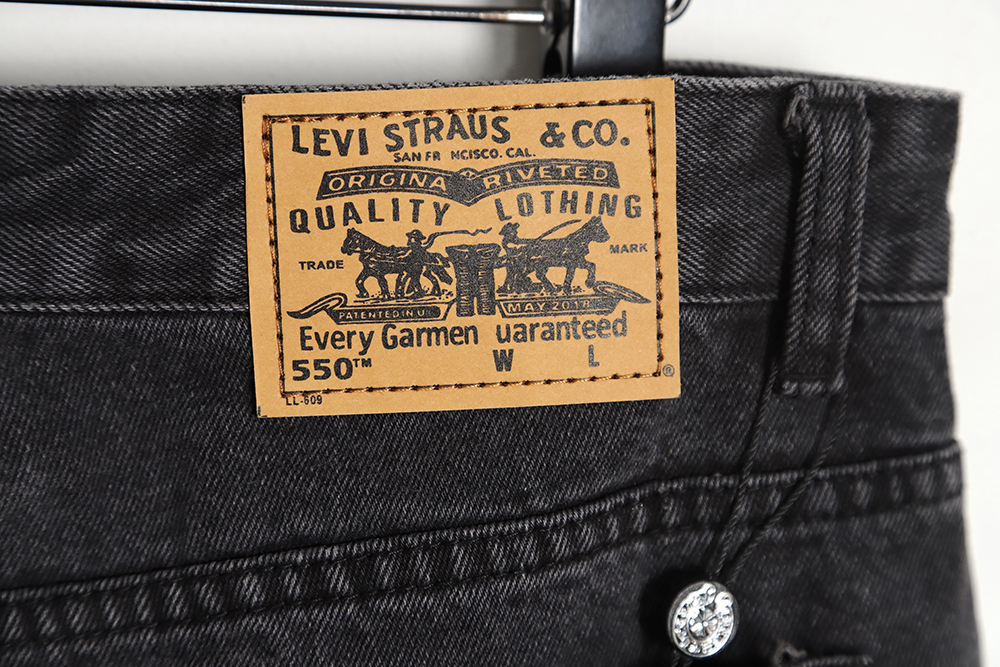 LEVI STRAUS & CO.
SAN FR NCISCO. CAL.
ORIGINA RIVETED
QUALITY LOTHING
TRADE MARK
PATENTED IN U
MAY 2018
Every Garmen uaranteed
550™ W L
®
LL-609